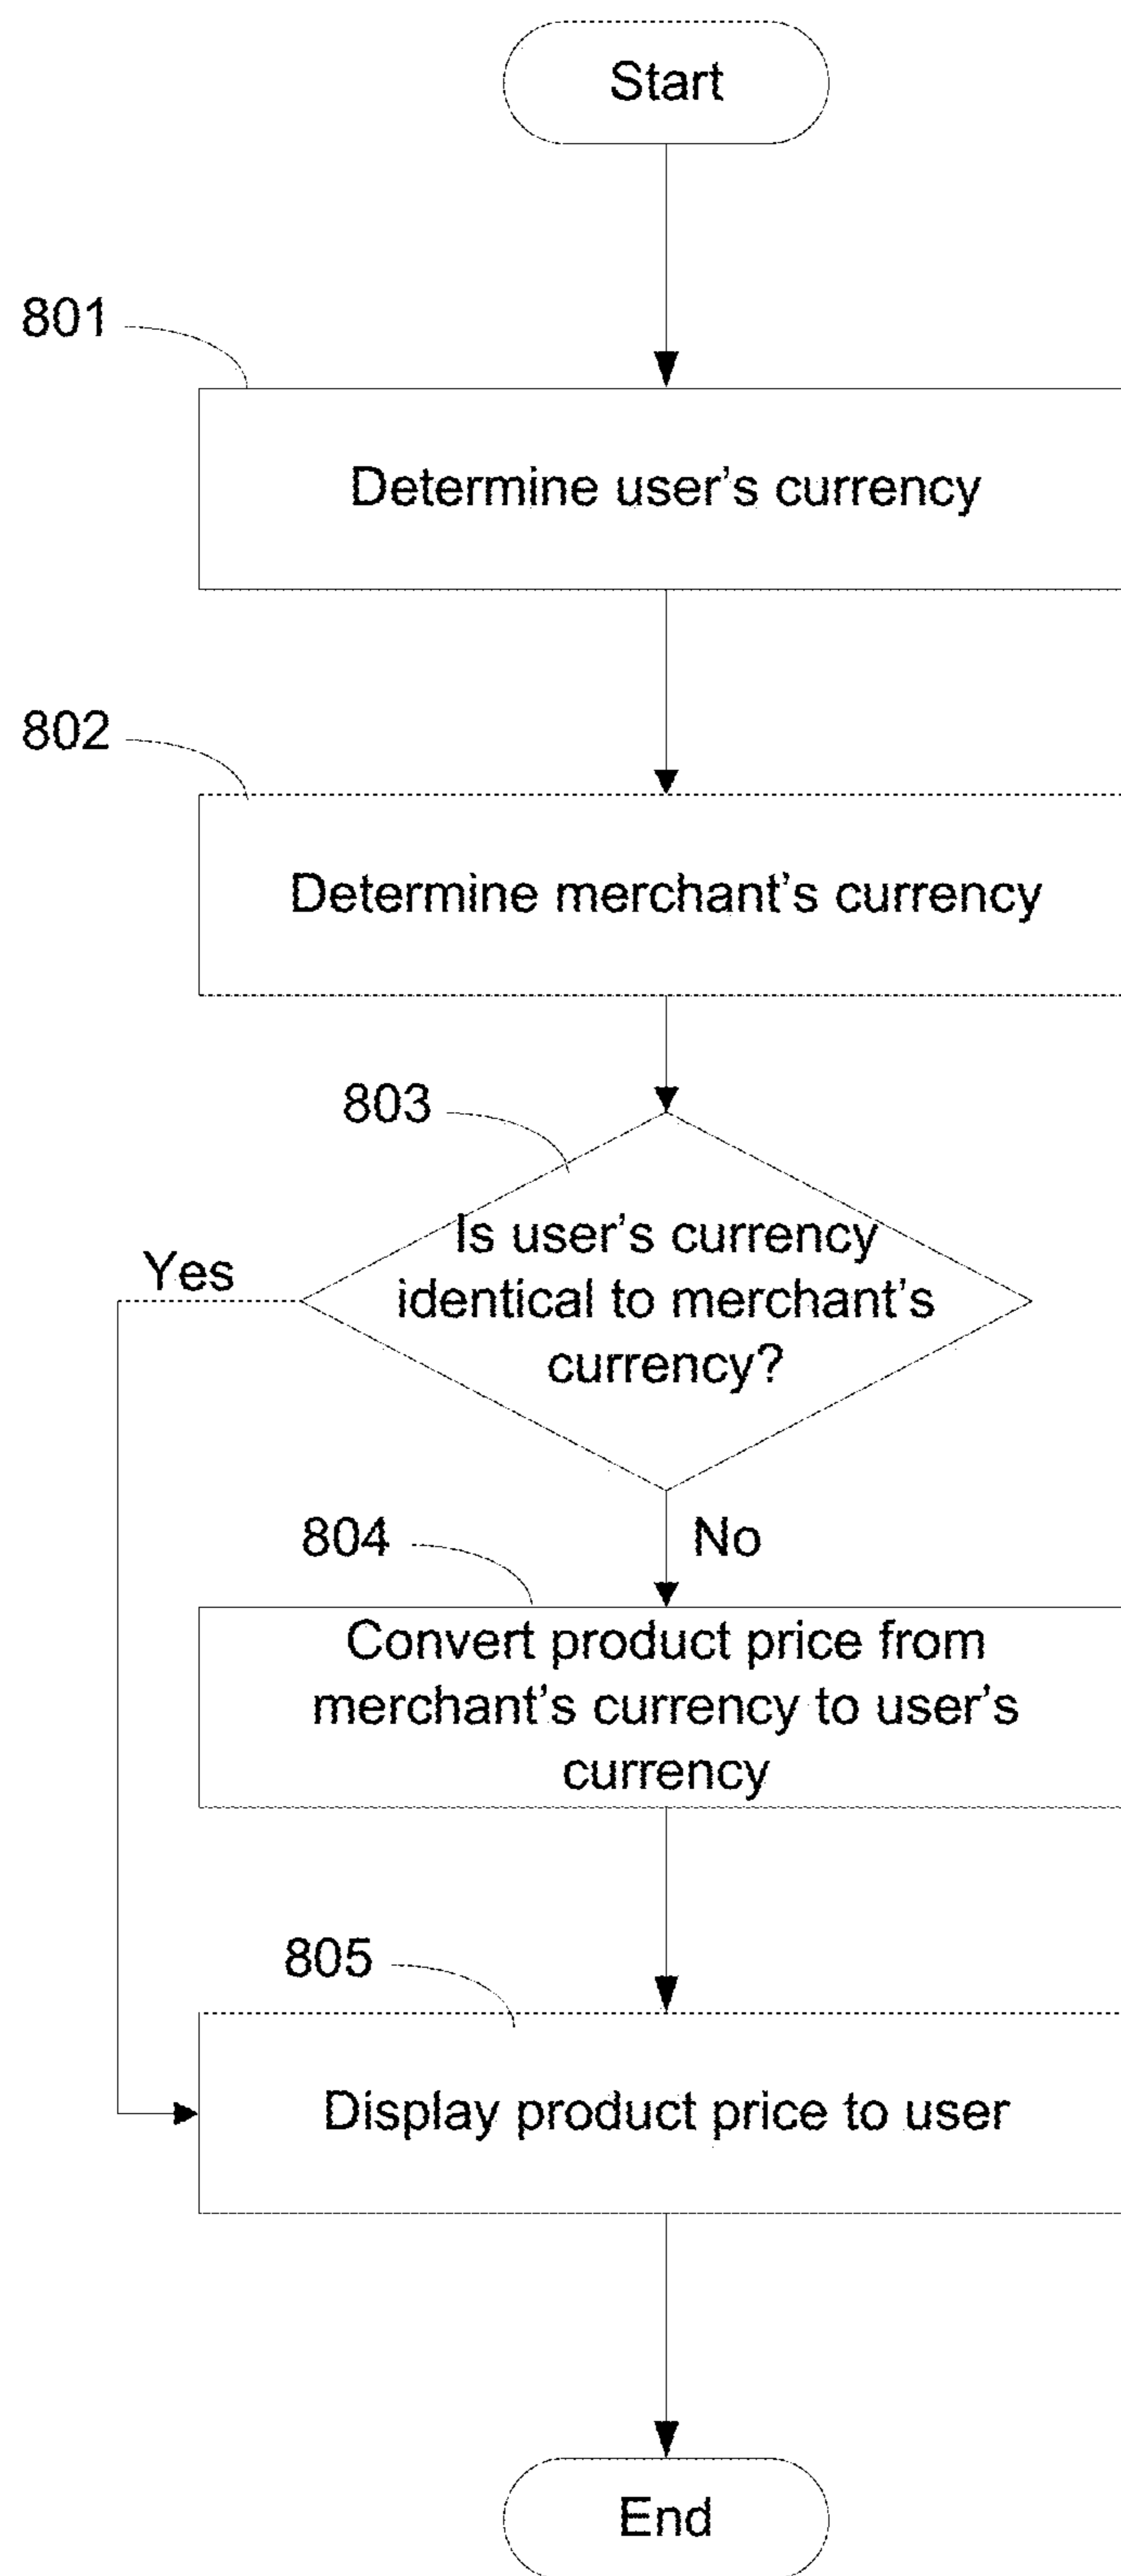 Start
801
Determine user's currency
802
Determine merchant's currency
803
Is user's currency
identical to merchant's
currency?
Yes
No
804
Convert product price from
merchant's currency to user's
currency
805
Display product price to user
End